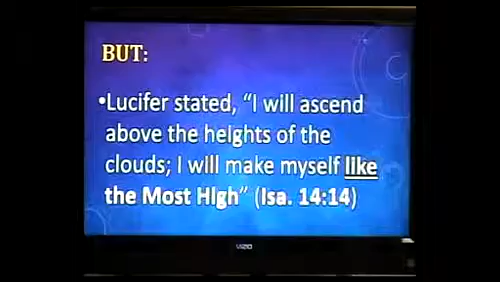 BUT:
•Lucifer stated, “I will ascend
above the heights of the
clouds; I will make myself like
the Most High” (Isa. 14:14)
VIZIO